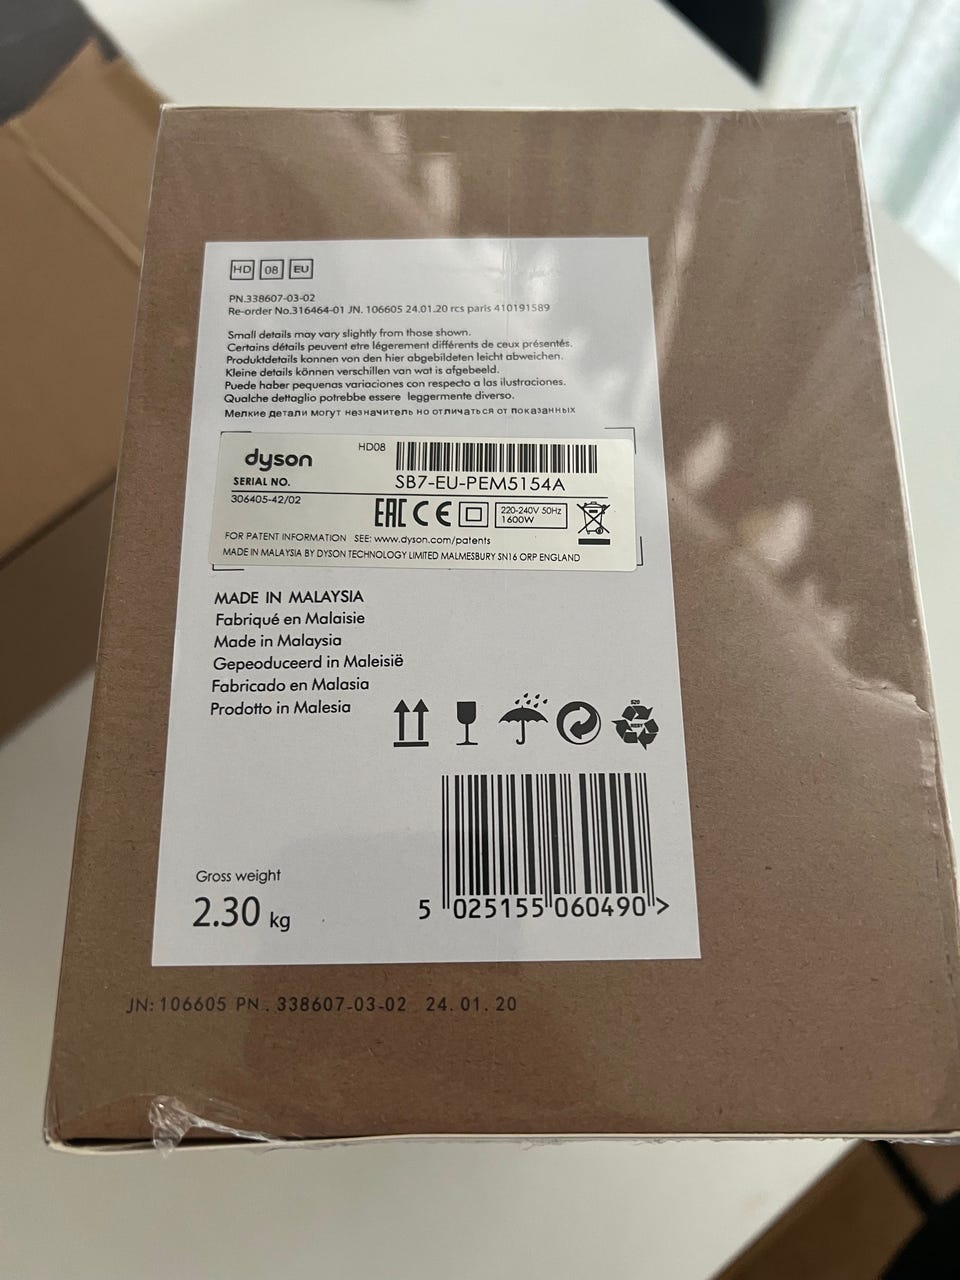 HD 08 EU
PN.338607-03-02
Re-order No.316464-01 JN. 106605 24.01.20 rcs paris 410191589
Small details may vary slightly from those shown.
Certains détails peuvent etre légerement différents de ceux présentés.
Produktdetails konnen von den hier abgebildeten leicht abweichen.
Kleine details können verschillen van wat is afgebeeld.
Puede haber pequenas variaciones con respecto a las ilustraciones.
Qualche dettaglio potrebbe essere leggermente diverso.
Мелкие детали могут незначитель но отличаться от показанных
dyson HD08
SERIAL NO. SB7-EU-PEM5154A
306405-42/02
EAC CE 220-240V 50Hz
1600W
FOR PATENT INFORMATION SEE: www.dyson.com/patents
MADE IN MALAYSIA BY DYSON TECHNOLOGY LIMITED MALMESBURY SN16 ORP ENGLAND
MADE IN MALAYSIA
Fabriqué en Malaisie
Made in Malaysia
Gepeoduceerd in Maleisië
Fabricado en Malasia
Prodotto in Malesia
Gross weight
2.30 kg
5 025155 060490 >
JN: 106605 PN. 338607-03-02 24.01.20